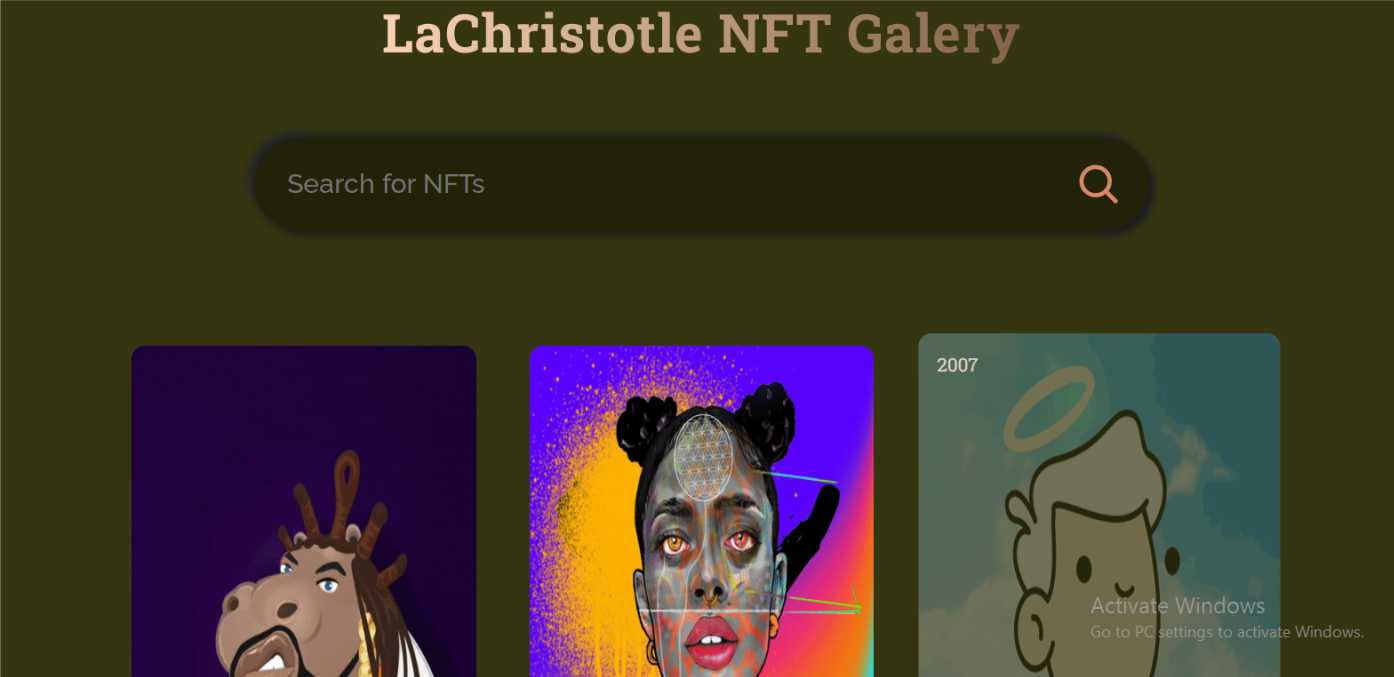 LaChristotle NFT Galery
Search for NFTs
2007
Activate Windows
Go to PC settings to activate Windows.